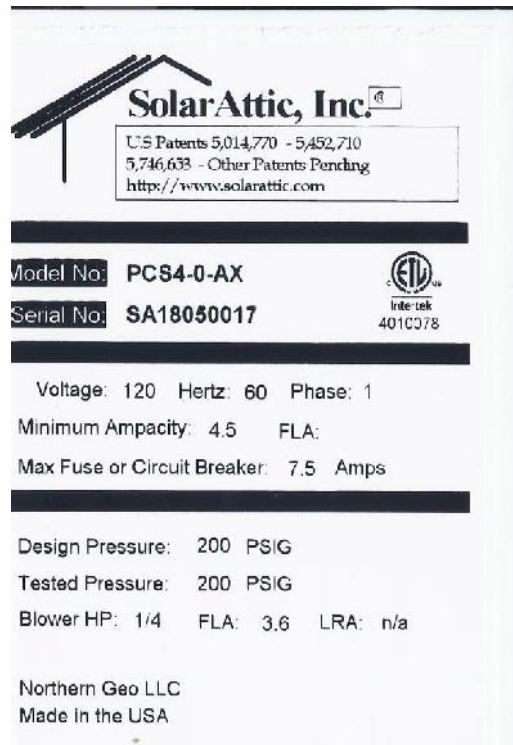 SolarAttic, Inc.®
U.S Patents 5,014,770 - 5,452,710
5,746,653 - Other Patents Pending
http://www.solarattic.com
Model No: PCS4-0-AX
Serial No: SA18050017
ETL
C US
Intertek
4010078
Voltage: 120 Hertz: 60 Phase: 1
Minimum Ampacity: 4.5 FLA:
Max Fuse or Circuit Breaker: 7.5 Amps
Design Pressure: 200 PSIG
Tested Pressure: 200 PSIG
Blower HP: 1/4 FLA: 3.6 LRA: n/a
Northern Geo LLC
Made in the USA